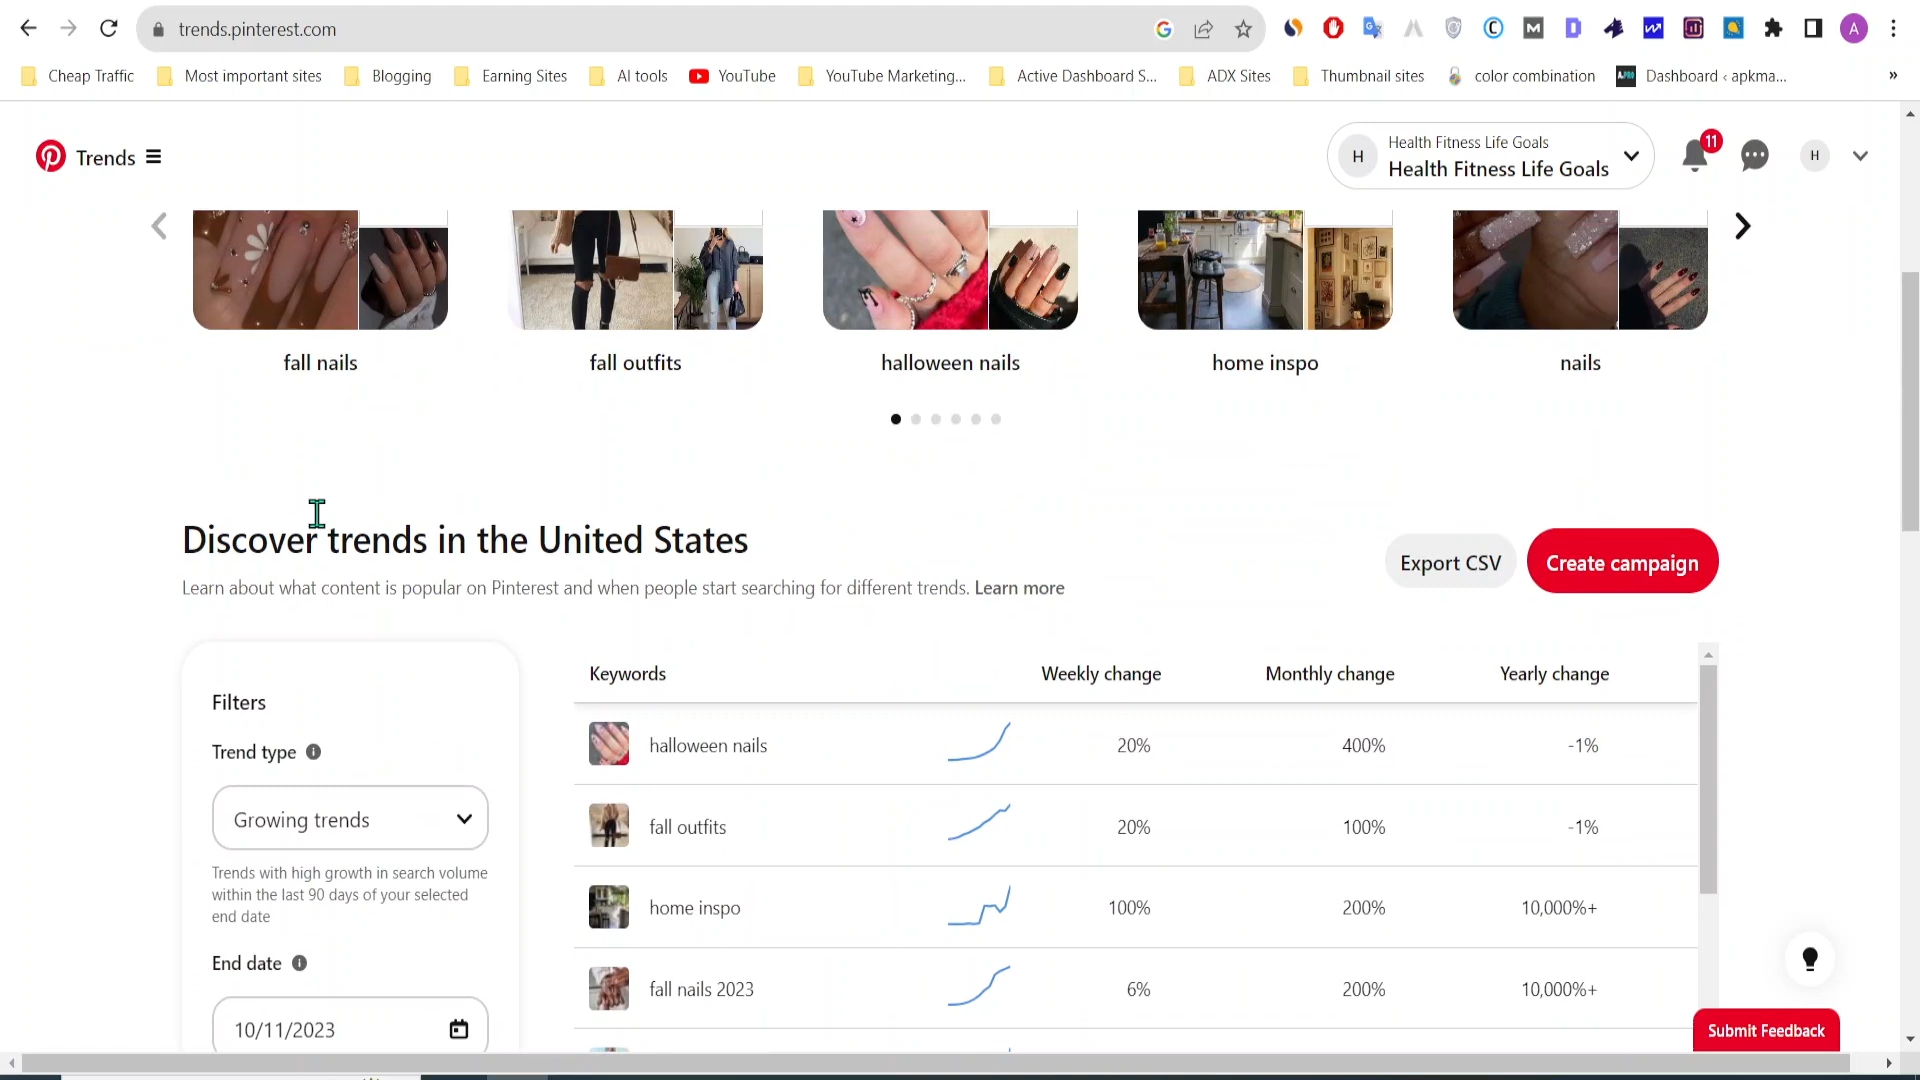 trends.pinterest.com
Cheap Traffic
Most important sites
Blogging
Earning Sites
AI tools
YouTube
YouTube Marketing...
Active Dashboard S...
ADX Sites
Thumbnail sites
color combination
Dashboard ‹ apkma...
»
Trends
H
Health Fitness Life Goals
Health Fitness Life Goals
11
H
A
fall nails
fall outfits
halloween nails
home inspo
nails
Discover trends in the United States
Learn about what content is popular on Pinterest and when people start searching for different trends. Learn more
Export CSV
Create campaign
Filters
Trend type
Growing trends
Trends with high growth in search volume
within the last 90 days of your selected
end date
End date
10/11/2023
Keywords Weekly change Monthly change Yearly change
halloween nails 20% 400% -1%
fall outfits 20% 100% -1%
home inspo 100% 200% 10,000%+
fall nails 2023 6% 200% 10,000%+
Submit Feedback